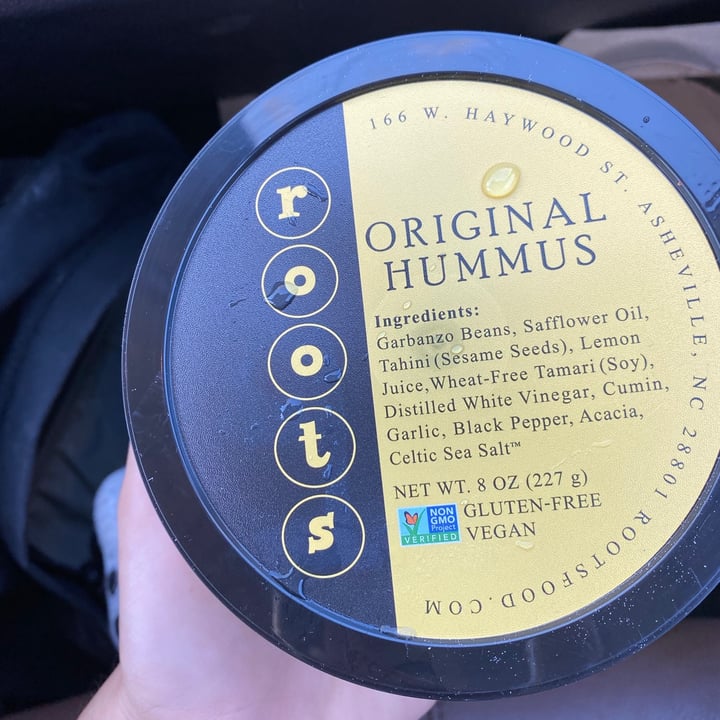 roots
166 W. HAYWOOD ST. ASHEVILLE, NC 28801 ROOTSFOOD.COM
ORIGINAL
HUMMUS
Ingredients:
Garbanzo Beans, Safflower Oil,
Tahini (Sesame Seeds), Lemon
Juice,Wheat-Free Tamari (Soy),
Distilled White Vinegar, Cumin,
Garlic, Black Pepper, Acacia,
Celtic Sea Salt™
NET WT. 8 OZ (227 g)
NON
GMO
Project
VERIFIED
GLUTEN-FREE
VEGAN